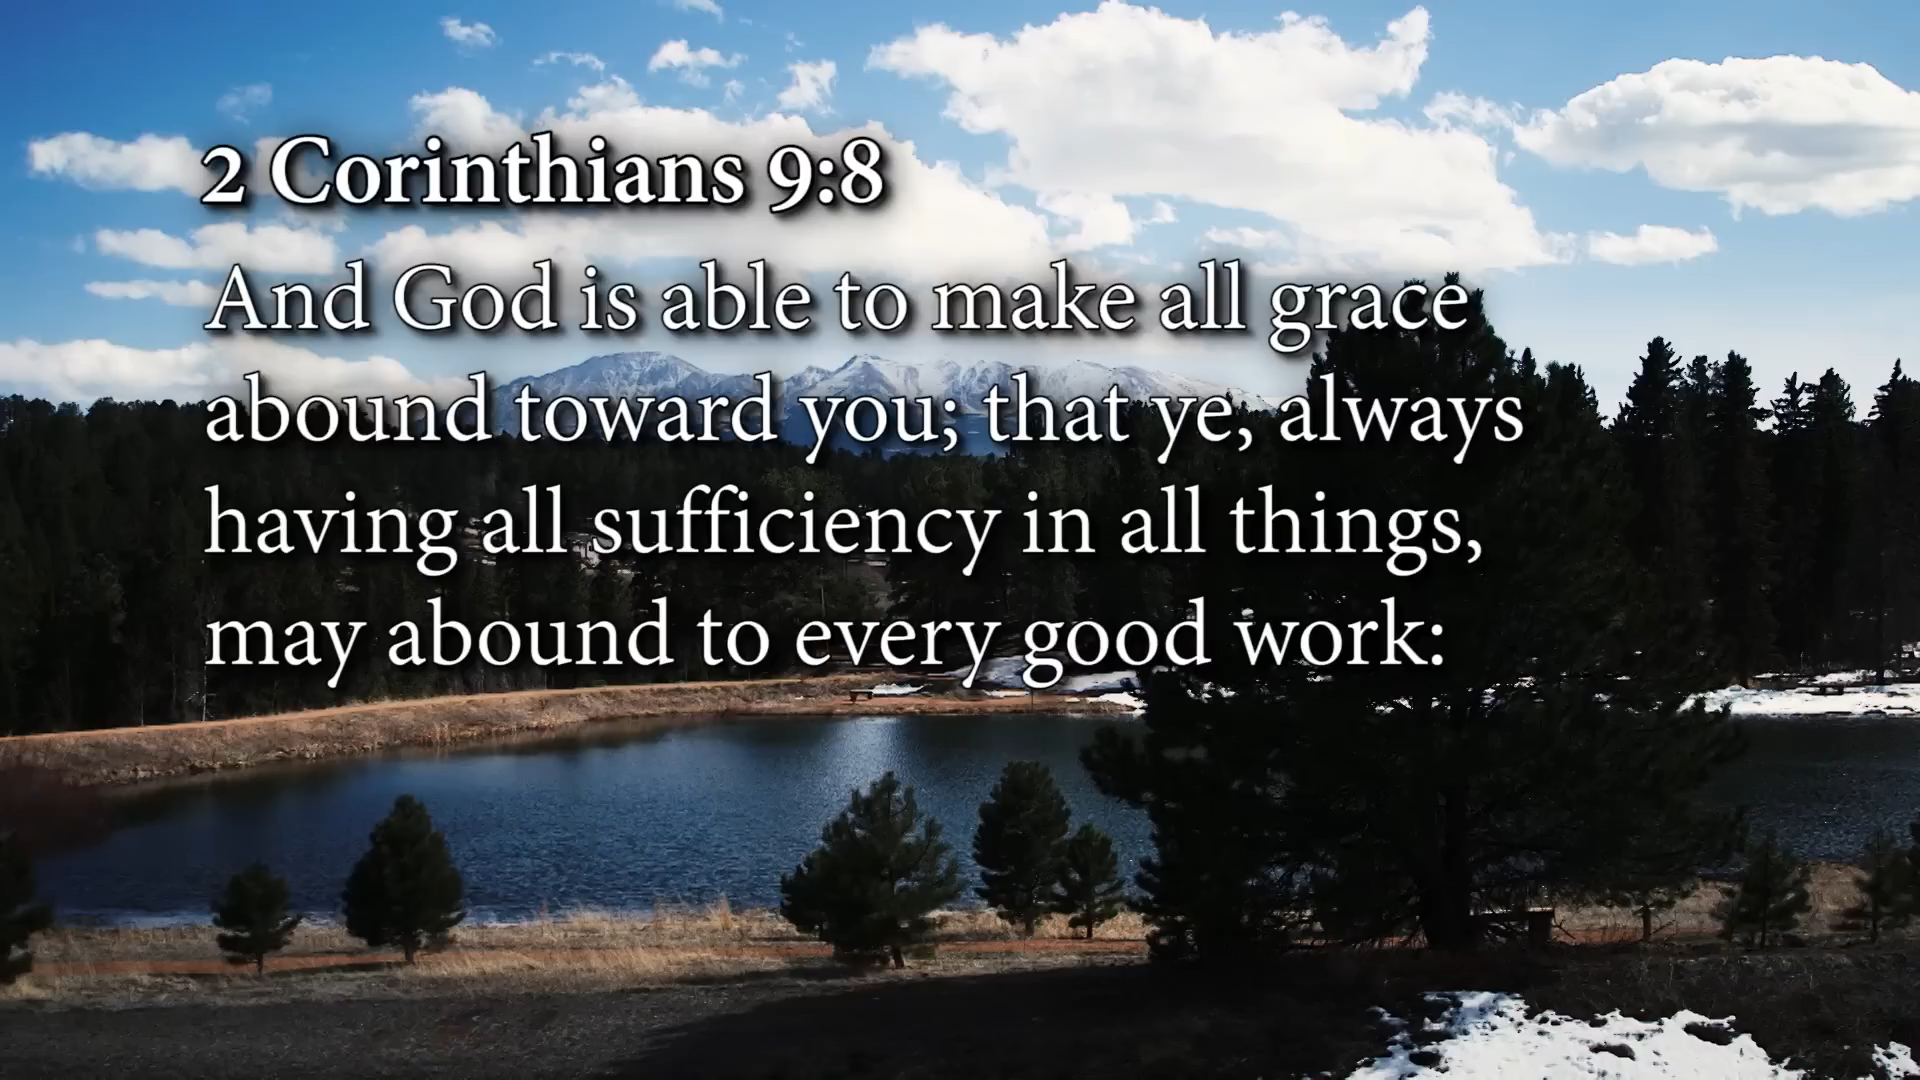 2 Corinthians 9:8
And God is able to make all grace
abound toward you; that ye, always
having all sufficiency in all things,
may abound to every good work: